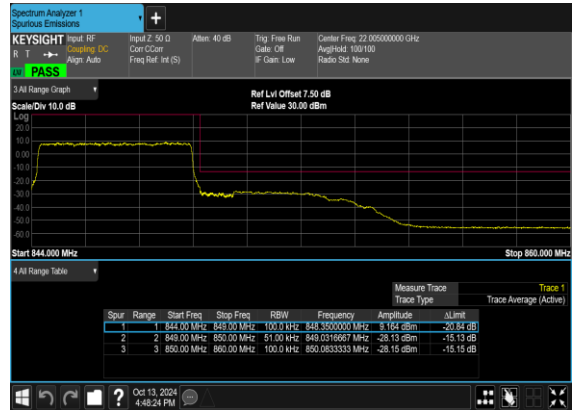 Spectrum Analyzer 1
Spurious Emissions
KEYSIGHT Input: RF Input Z: 50 Ω Atten: 40 dB Trig: Free Run Center Freq: 22.005000000 GHz
R T Coupling: DC Corr CCorr Gate: Off Avg|Hold: 100/100
Align: Auto Freq Ref: Int (S) IF Gain: Low Radio Std: None
LXI PASS
3 All Range Graph
Ref Lvl Offset 7.50 dB
Scale/Div 10.0 dB Ref Value 30.00 dBm
Log
20.0
10.0
0.00
-10.0
-20.0
-30.0
-40.0
-50.0
-60.0
Start 844.000 MHz Stop 860.000 MHz
4 All Range Table
Measure Trace Trace 1
Trace Type Trace Average (Active)
Spur Range Start Freq Stop Freq RBW Frequency Amplitude ΔLimit
1 1 844.00 MHz 849.00 MHz 100.0 kHz 848.3500000 MHz 9.164 dBm -20.84 dB
2 2 849.00 MHz 850.00 MHz 51.00 kHz 849.0316667 MHz -28.13 dBm -15.13 dB
3 3 850.00 MHz 860.00 MHz 100.0 kHz 850.0833333 MHz -28.15 dBm -15.15 dB
Oct 13, 2024
4:48:24 PM